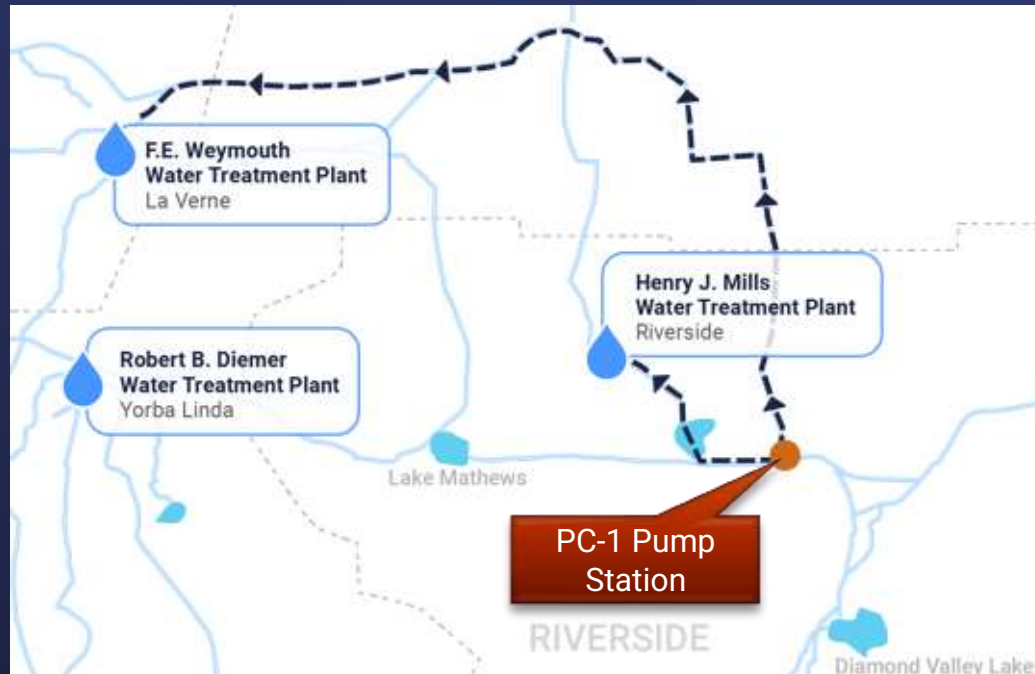 F.E. Weymouth
Water Treatment Plant
La Verne
Henry J. Mills
Water Treatment Plant
Riverside
Robert B. Diemer
Water Treatment Plant
Yorba Linda
Lake Mathews
PC-1 Pump
Station
RIVERSIDE
Diamond Valley Lake